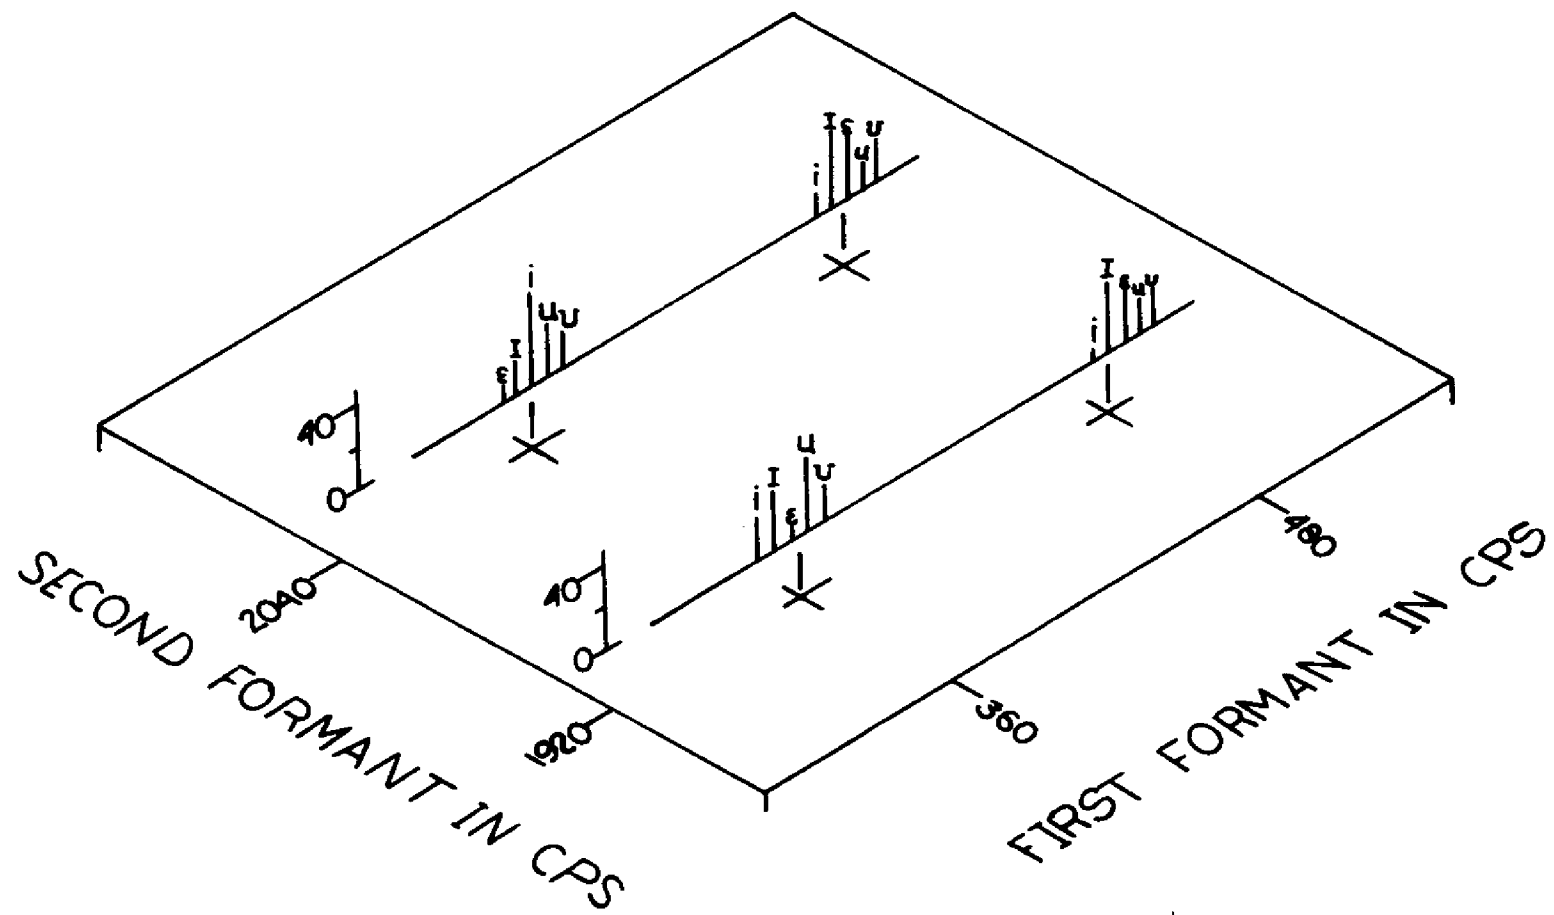 I ε u U
i
i
u U
I
ε
I ε u U
i
40
0
u
I U
i
ε
40
0
2040
1920
480
360
SECOND FORMANT IN CPS
FIRST FORMANT IN CPS